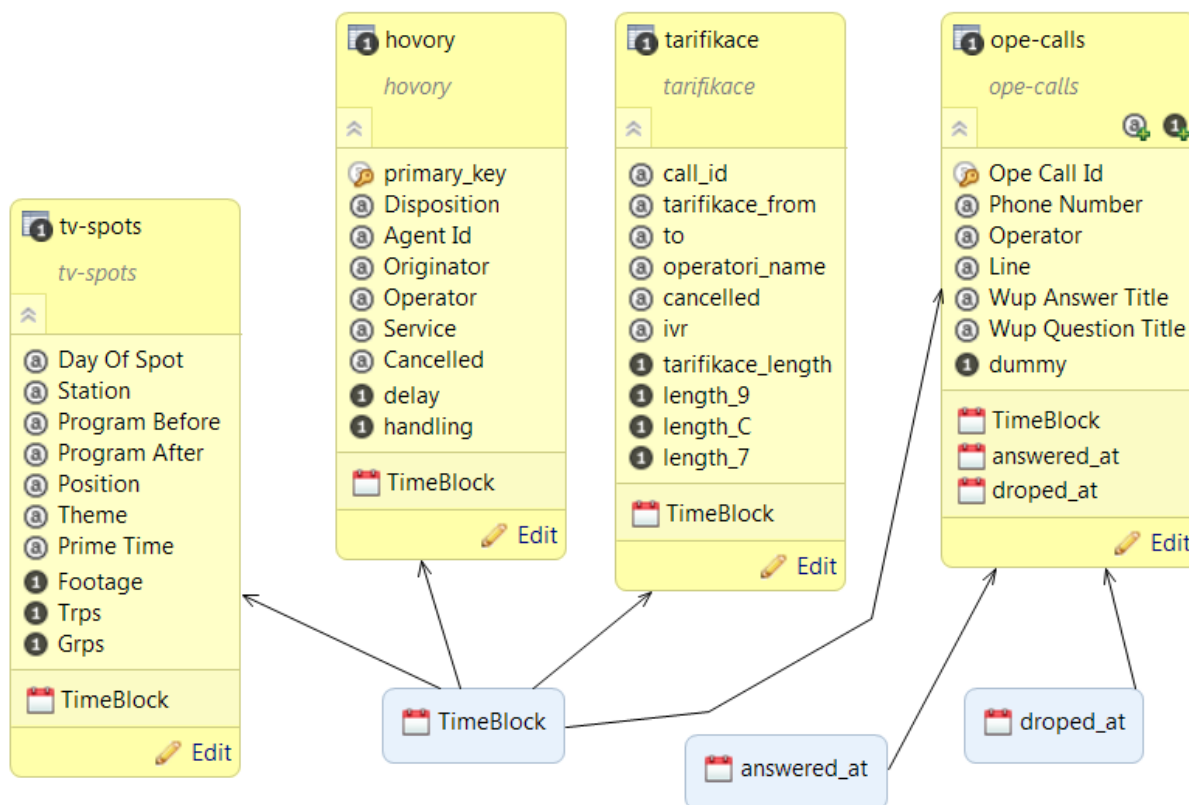 tv-spots
tv-spots
Day Of Spot
Station
Program Before
Program After
Position
Theme
Prime Time
Footage
Trps
Grps
TimeBlock
Edit
hovory
hovory
primary_key
Disposition
Agent Id
Originator
Operator
Service
Cancelled
delay
handling
TimeBlock
Edit
tarifikace
tarifikace
call_id
tarifikace_from
to
operatori_name
cancelled
ivr
tarifikace_length
length_9
length_C
length_7
TimeBlock
Edit
ope-calls
ope-calls
Ope Call Id
Phone Number
Operator
Line
Wup Answer Title
Wup Question Title
dummy
TimeBlock
answered_at
droped_at
Edit
TimeBlock
answered_at
droped_at